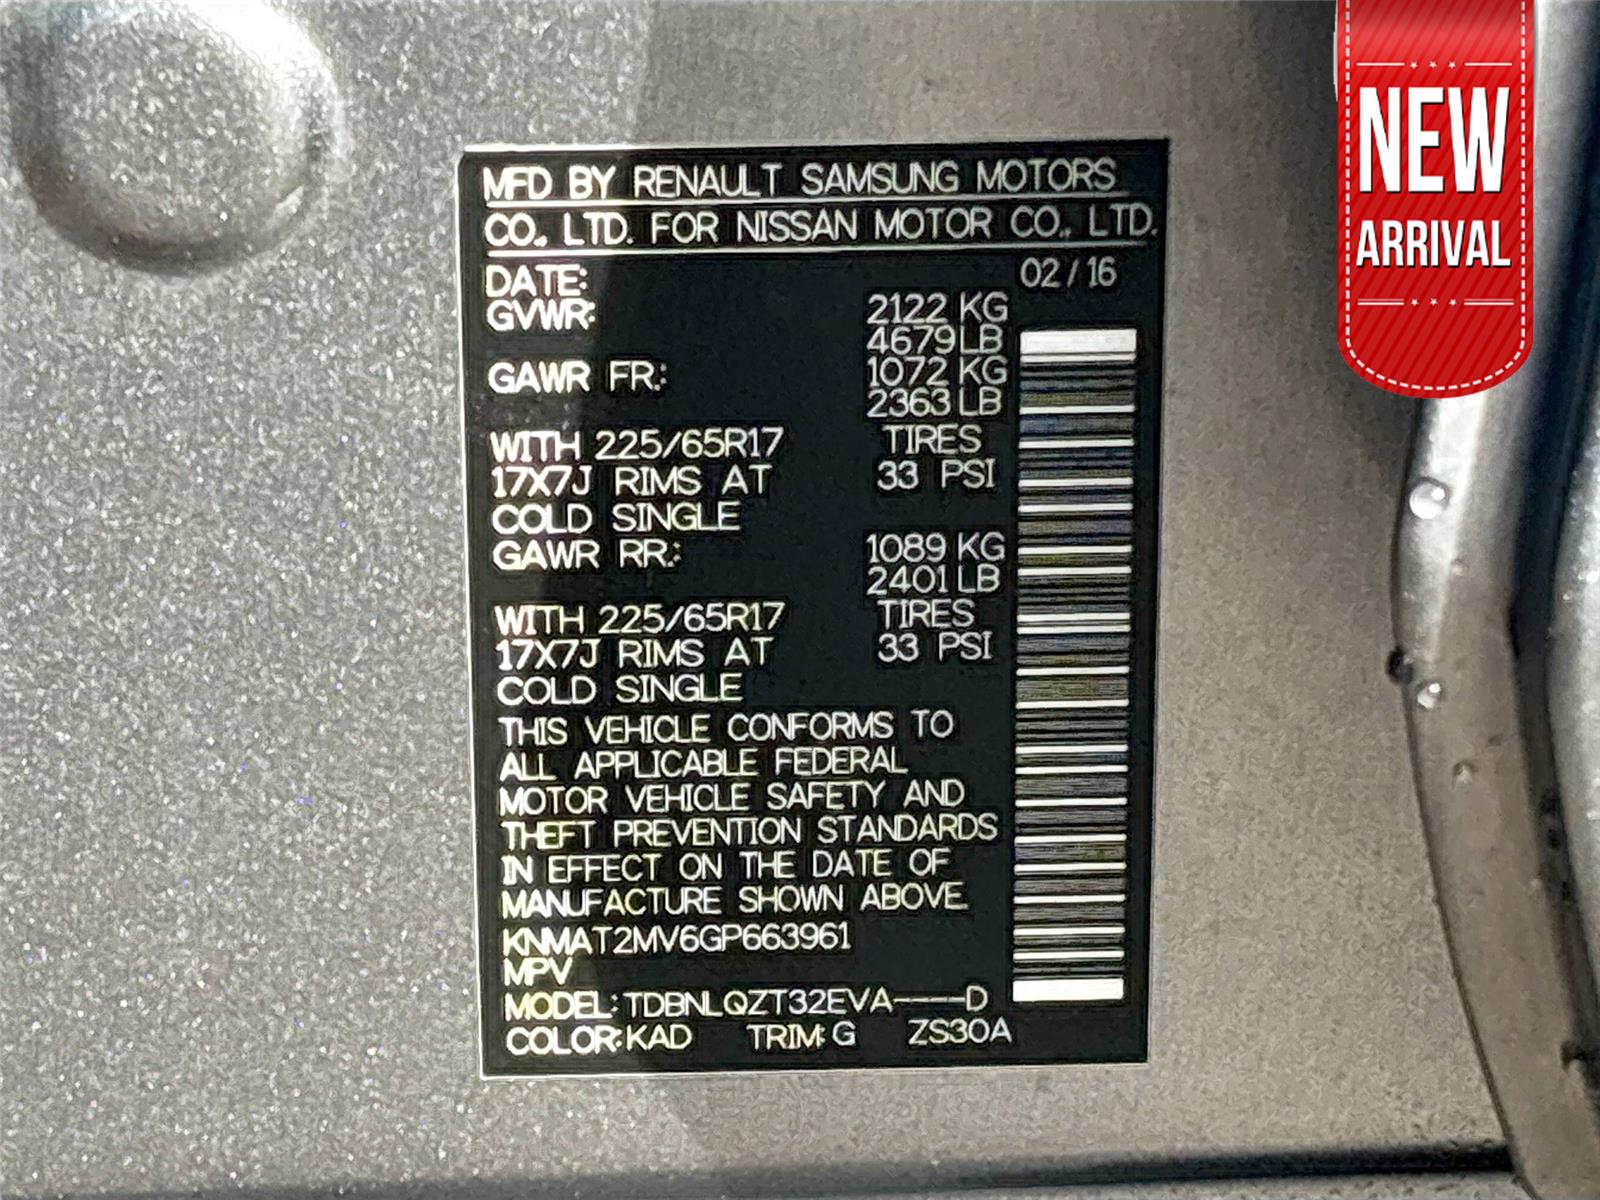 MFD BY RENAULT SAMSUNG MOTORS
CO., LTD. FOR NISSAN MOTOR CO., LTD.
DATE: 02/16
GVWR: 2122 KG
4679 LB
GAWR FR.: 1072 KG
2363 LB
WITH 225/65R17 TIRES
17X7J RIMS AT 33 PSI
COLD SINGLE
GAWR RR.: 1089 KG
2401 LB
WITH 225/65R17 TIRES
17X7J RIMS AT 33 PSI
COLD SINGLE
THIS VEHICLE CONFORMS TO
ALL APPLICABLE FEDERAL
MOTOR VEHICLE SAFETY AND
THEFT PREVENTION STANDARDS
IN EFFECT ON THE DATE OF
MANUFACTURE SHOWN ABOVE.
KNMAT2MV6GP663961
MPV
MODEL: TDBNLQZT32EVA----D
COLOR: KAD TRIM: G ZS30A
NEW
ARRIVAL